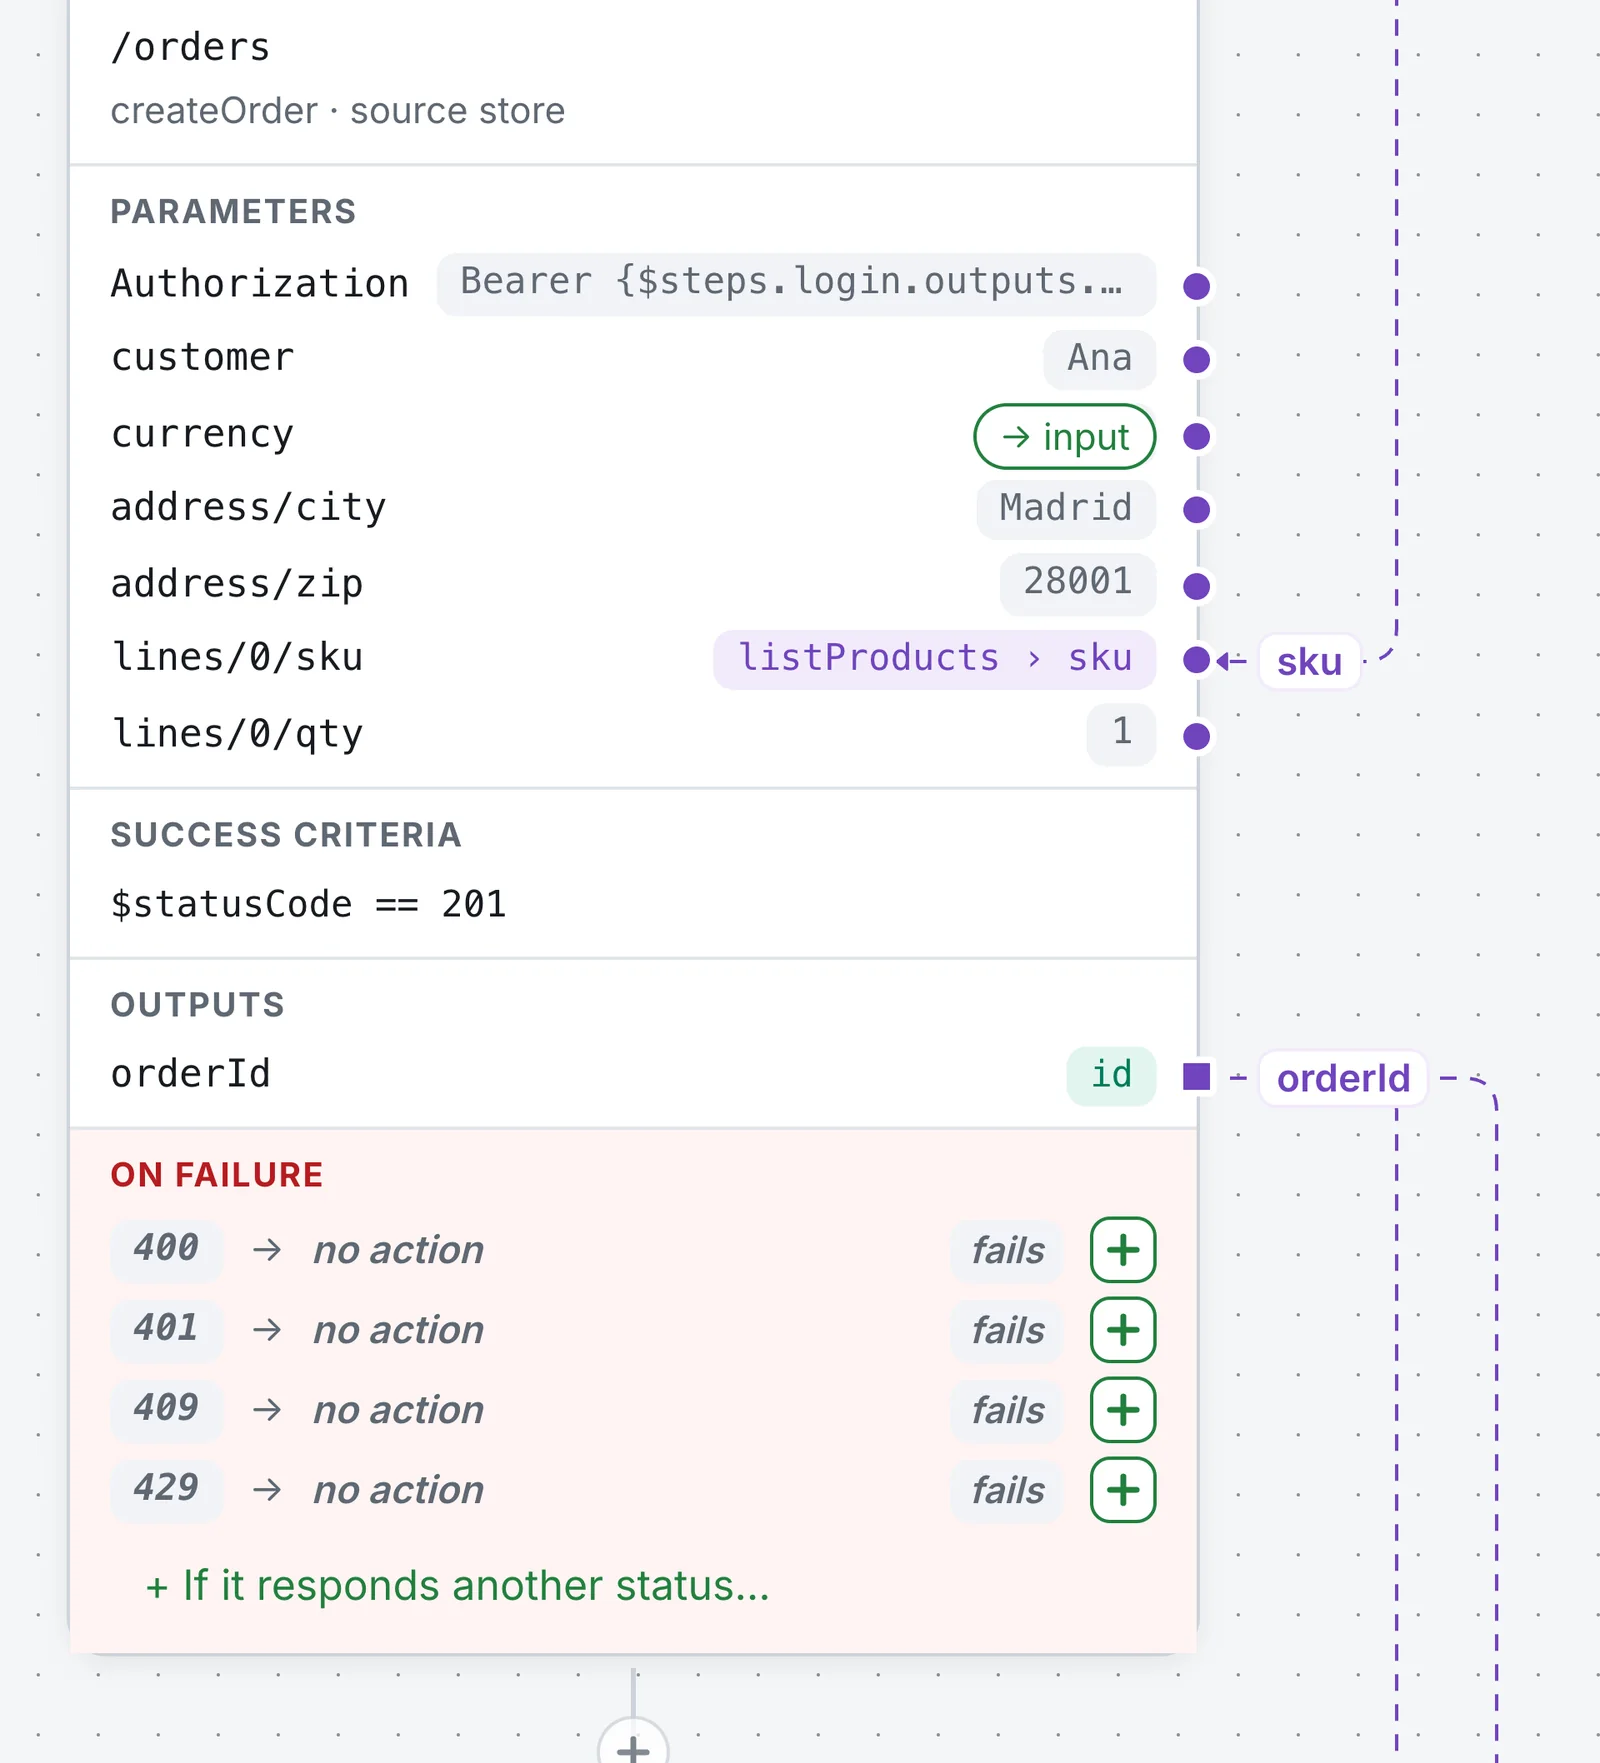 /orders
createOrder · source store
PARAMETERS
Authorization Bearer {$steps.login.outputs.…
customer Ana
currency → input
address/city Madrid
address/zip 28001
lines/0/sku listProducts › sku sku
lines/0/qty 1
SUCCESS CRITERIA
$statusCode == 201
OUTPUTS
orderId id orderId
ON FAILURE
400 → no action fails +
401 → no action fails +
409 → no action fails +
429 → no action fails +
+ If it responds another status...
+